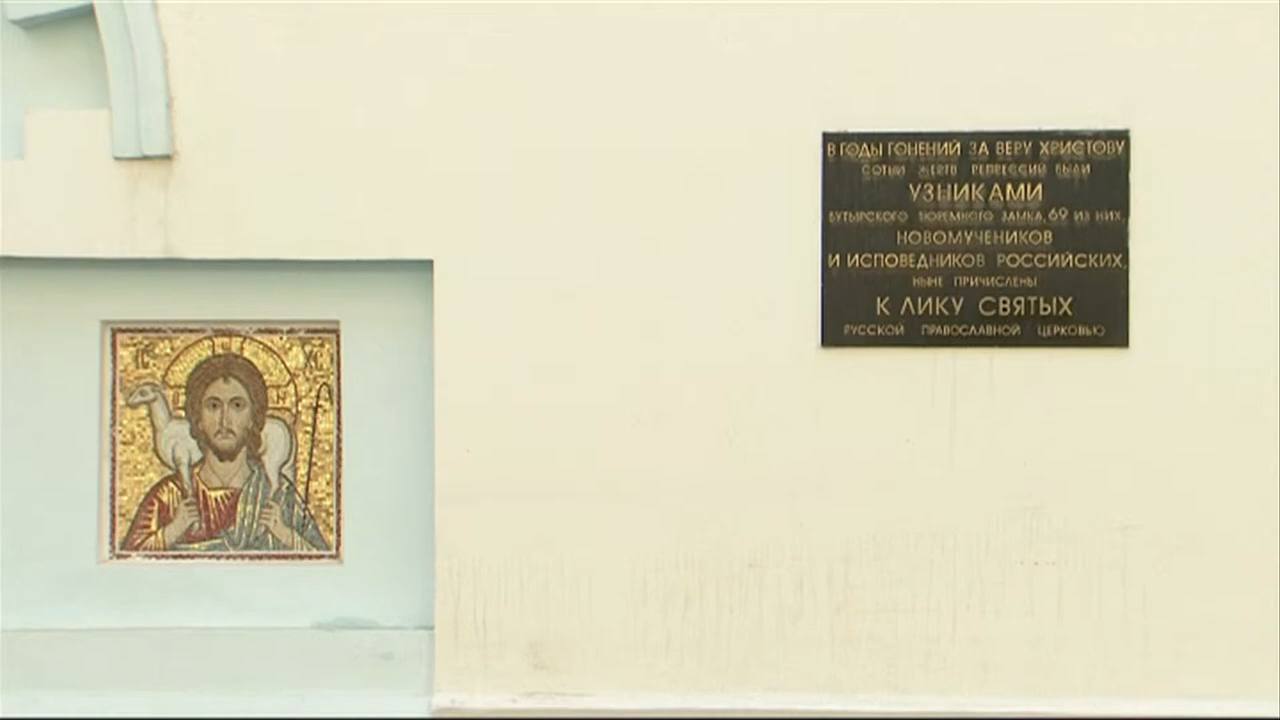 IC XC
Н
В ГОДЫ ГОНЕНИЙ ЗА ВЕРУ ХРИСТОВУ
СОТНИ ЖЕРТВ РЕПРЕССИЙ БЫЛИ
УЗНИКАМИ
БУТЫРСКОГО ТЮРЕМНОГО ЗАМКА, 69 ИЗ НИХ,
НОВОМУЧЕНИКОВ
И ИСПОВЕДНИКОВ РОССИЙСКИХ,
НЫНЕ ПРИЧИСЛЕНЫ
К ЛИКУ СВЯТЫХ
РУССКОЙ ПРАВОСЛАВНОЙ ЦЕРКОВЬЮ